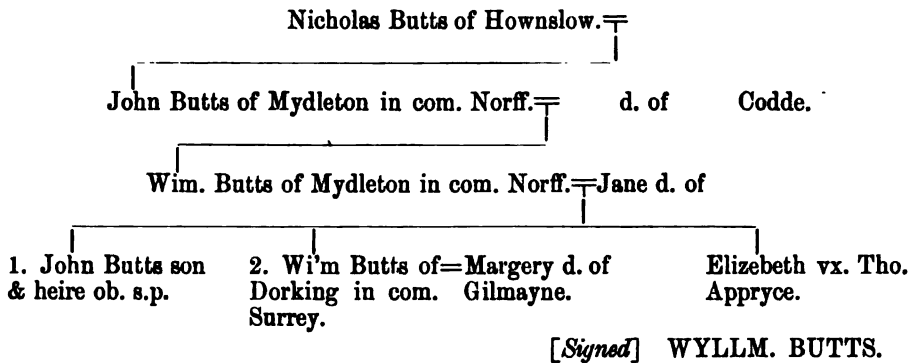 Nicholas Butts of Hownslow.
John Butts of Mydleton in com. Norff.= d. of Codde.
Wim. Butts of Mydleton in com. Norff.=Jane d. of
1. John Butts son 2. Wi'm Butts of=Margery d. of Elizebeth vx. Tho.
& heire ob. s.p. Dorking in com. Gilmayne. Appryce.
Surrey.
[Signed] WYLLM. BUTTS.